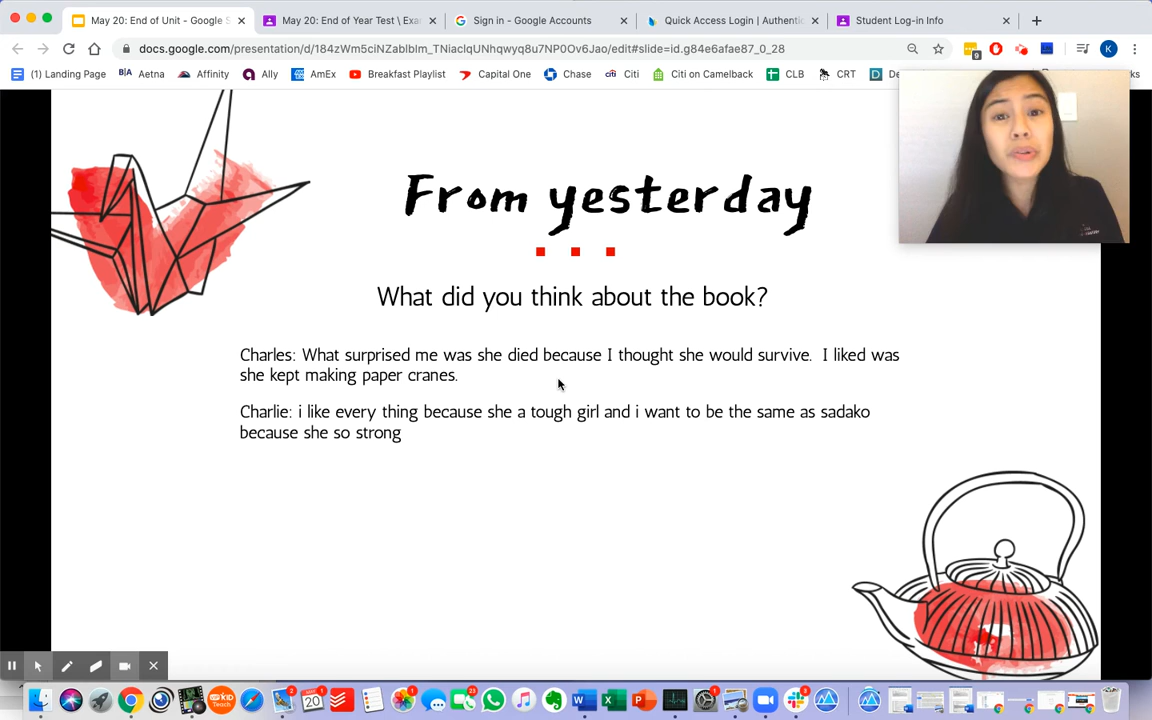 May 20: End of Unit - Google S
May 20: End of Year Test \ Exa
Sign in - Google Accounts
Quick Access Login | Authentic
Student Log-in Info
docs.google.com/presentation/d/184zWm5ciNZablblm_TNiaclqUNhqwyq8u7NP0Ov6Jao/edit#slide=id.g84e6afae87_0_28
9
K
(1) Landing Page
B|A Aetna
Affinity
Ally
AmEx
Breakfast Playlist
Capital One
Chase
citi Citi
Citi on Camelback
CLB
CRT
From yesterday
What did you think about the book?
Charles: What surprised me was she died because I thought she would survive. I liked was
she kept making paper cranes.
Charlie: i like every thing because she a tough girl and i want to be the same as sadako
because she so strong